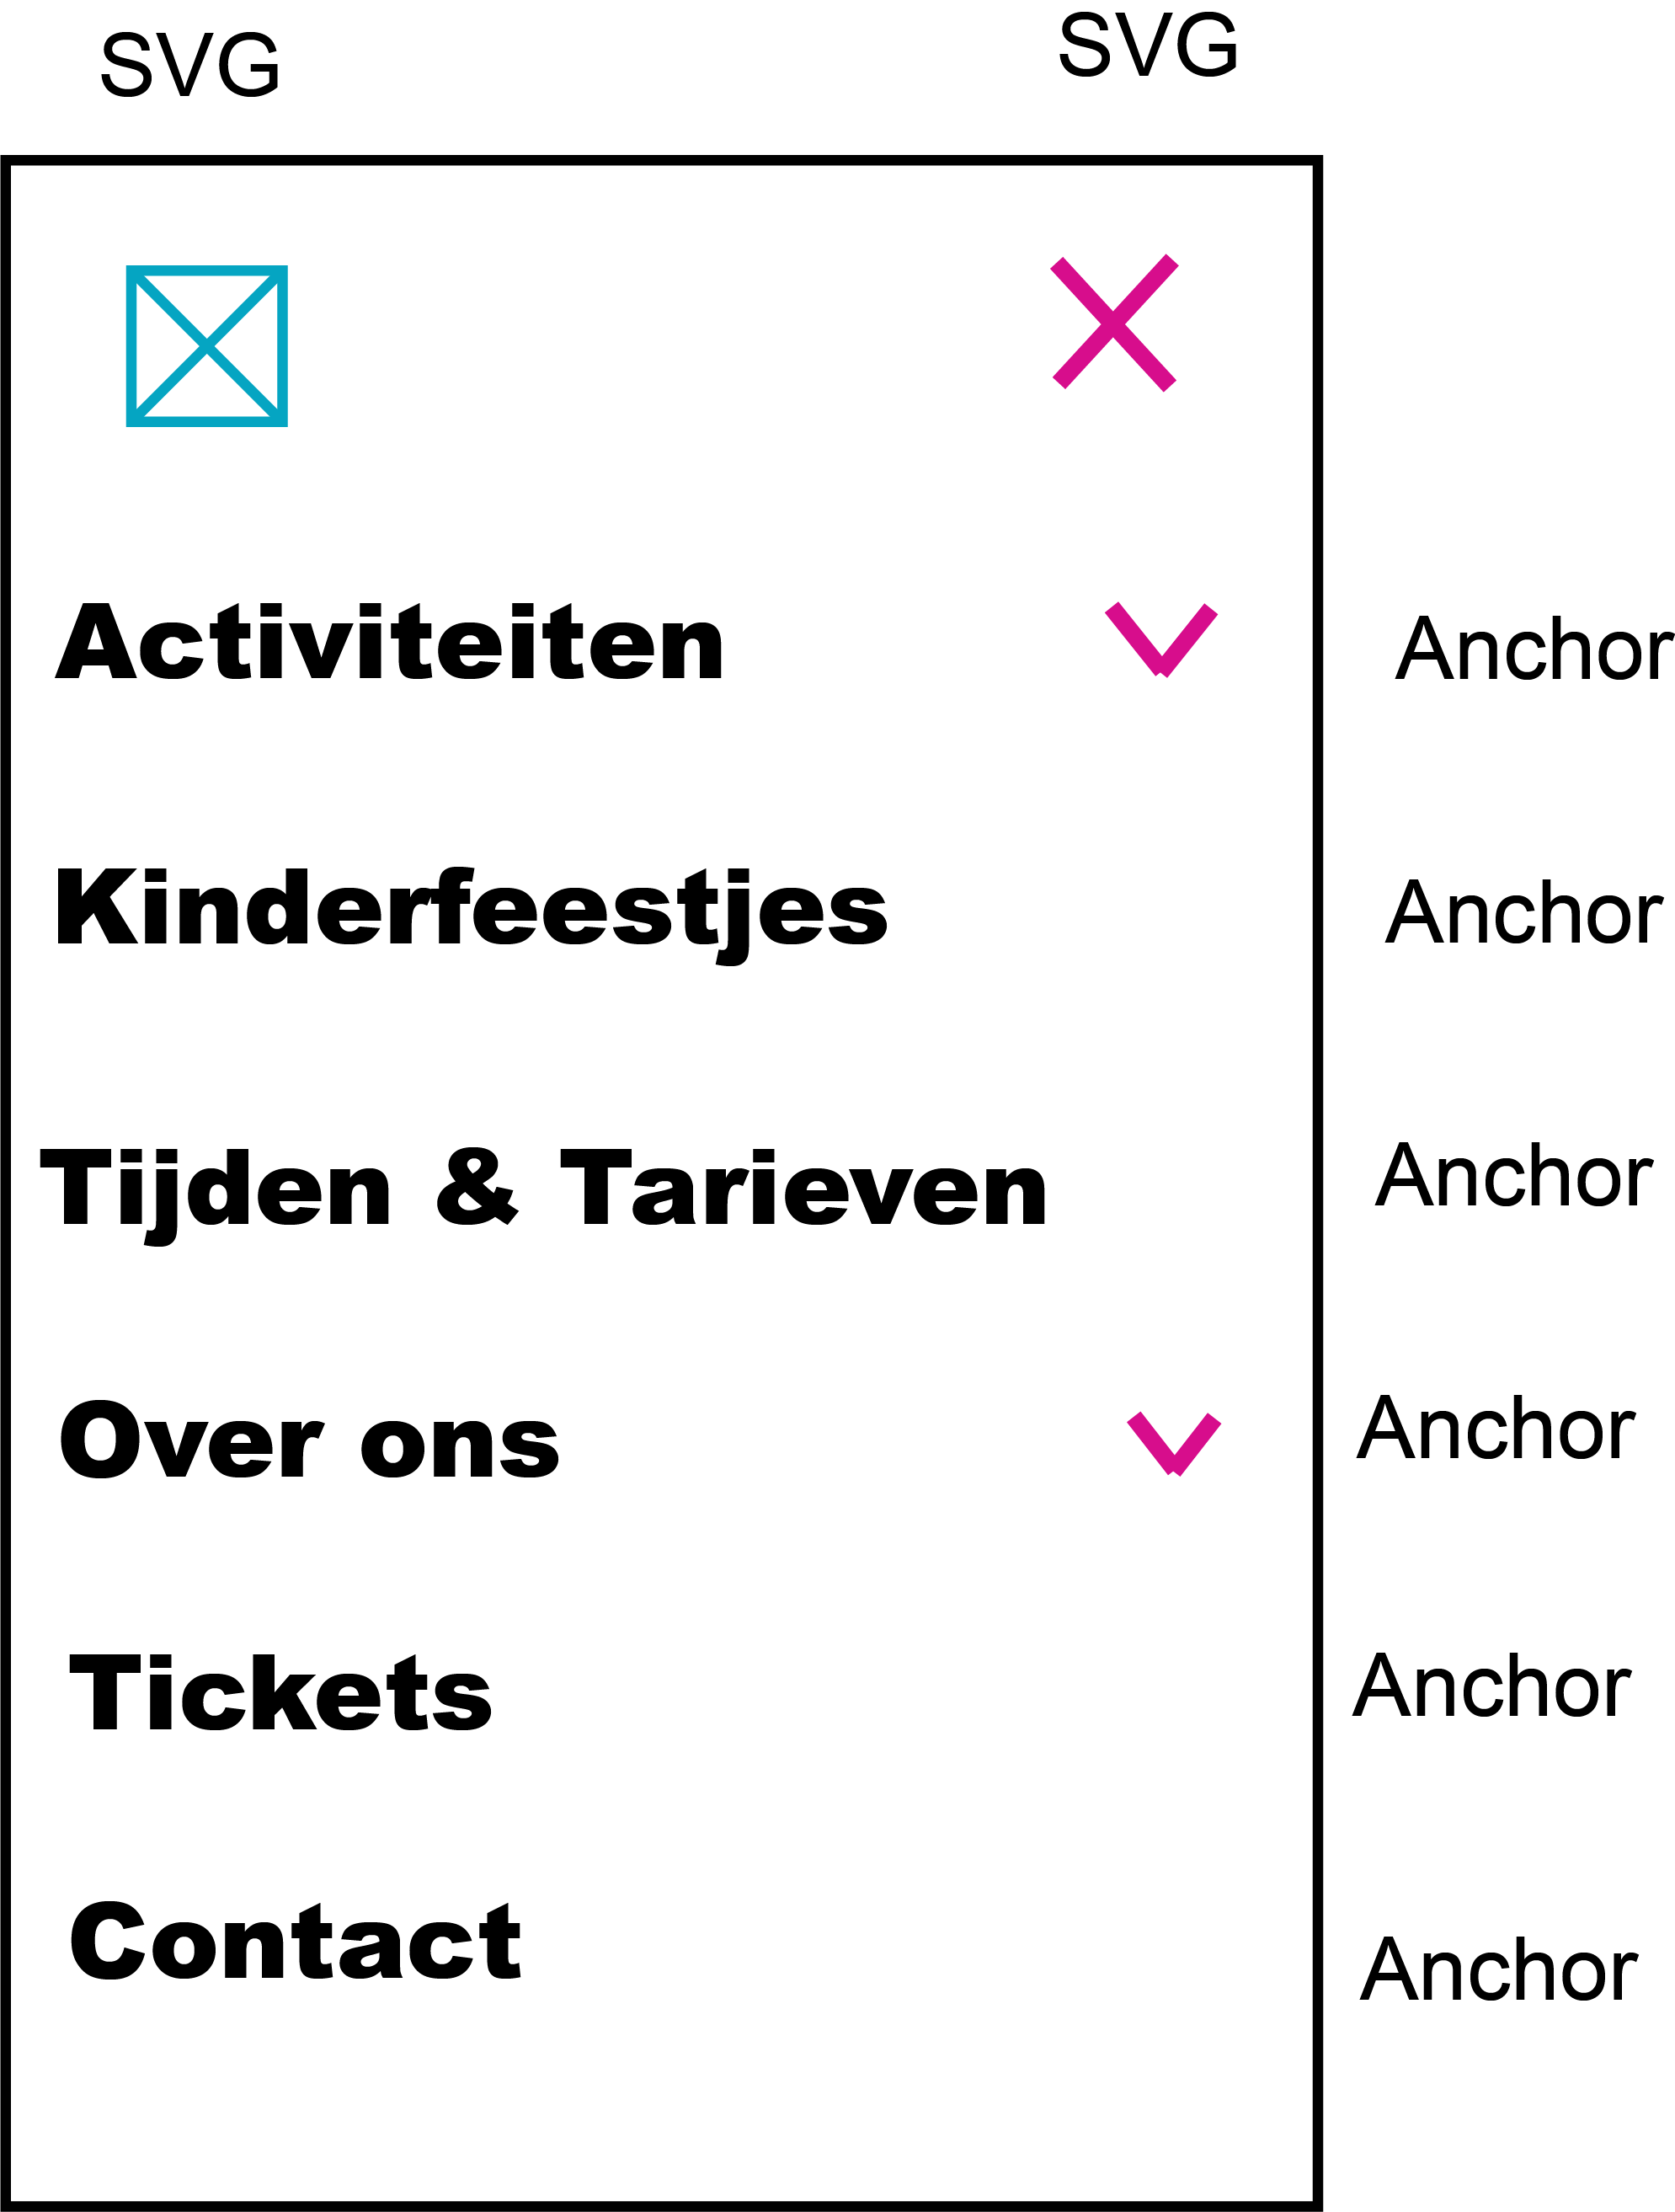 SVG SVG
Activiteiten Anchor
Kinderfeestjes Anchor
Tijden & Tarieven Anchor
Over ons Anchor
Tickets Anchor
Contact Anchor